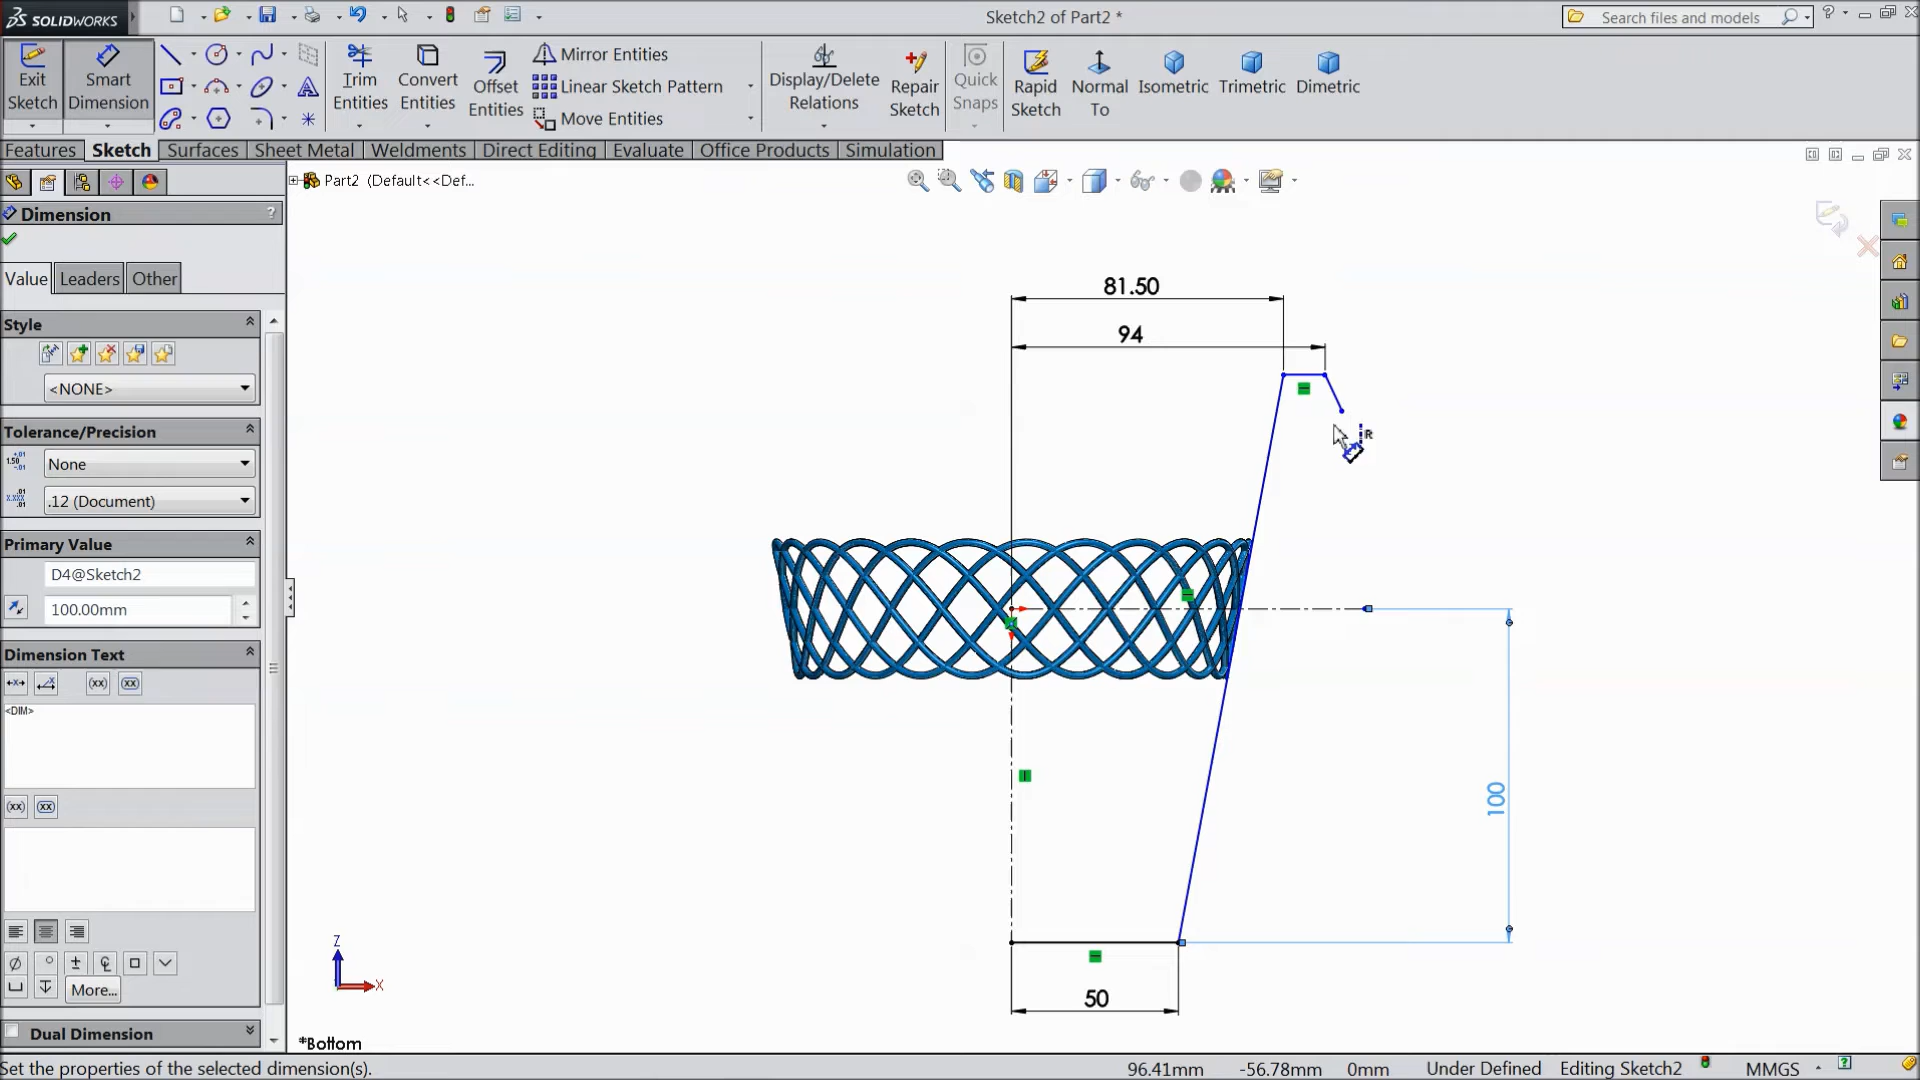 SOLIDWORKS
Sketch2 of Part2 *
Search files and models
Exit Sketch
Smart Dimension
Trim Entities
Convert Entities
Offset Entities
Mirror Entities
Linear Sketch Pattern
Move Entities
Display/Delete Relations
Repair Sketch
Quick Snaps
Rapid Sketch
Normal To
Isometric
Trimetric
Dimetric
Features
Sketch
Surfaces
Sheet Metal
Weldments
Direct Editing
Evaluate
Office Products
Simulation
Part2 (Default<<Def...
Dimension
?
Value
Leaders
Other
Style
<NONE>
Tolerance/Precision
None
.12 (Document)
Primary Value
D4@Sketch2
100.00mm
Dimension Text
(xx)
(xx)
<DIM>
(xx)
(xx)
More...
Dual Dimension
81.50
94
R
100
50
Z
X
*Bottom
Set the properties of the selected dimension(s).
96.41mm
-56.78mm
0mm
Under Defined
Editing Sketch2
MMGS